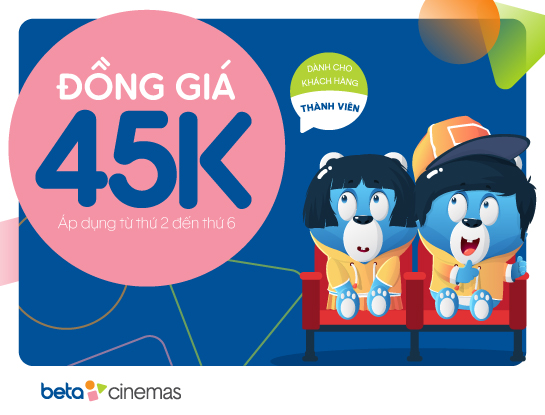 ĐỒNG GIÁ
45K
Áp dụng từ thứ 2 đến thứ 6
DÀNH CHO
KHÁCH HÀNG
THÀNH VIÊN
beta cinemas